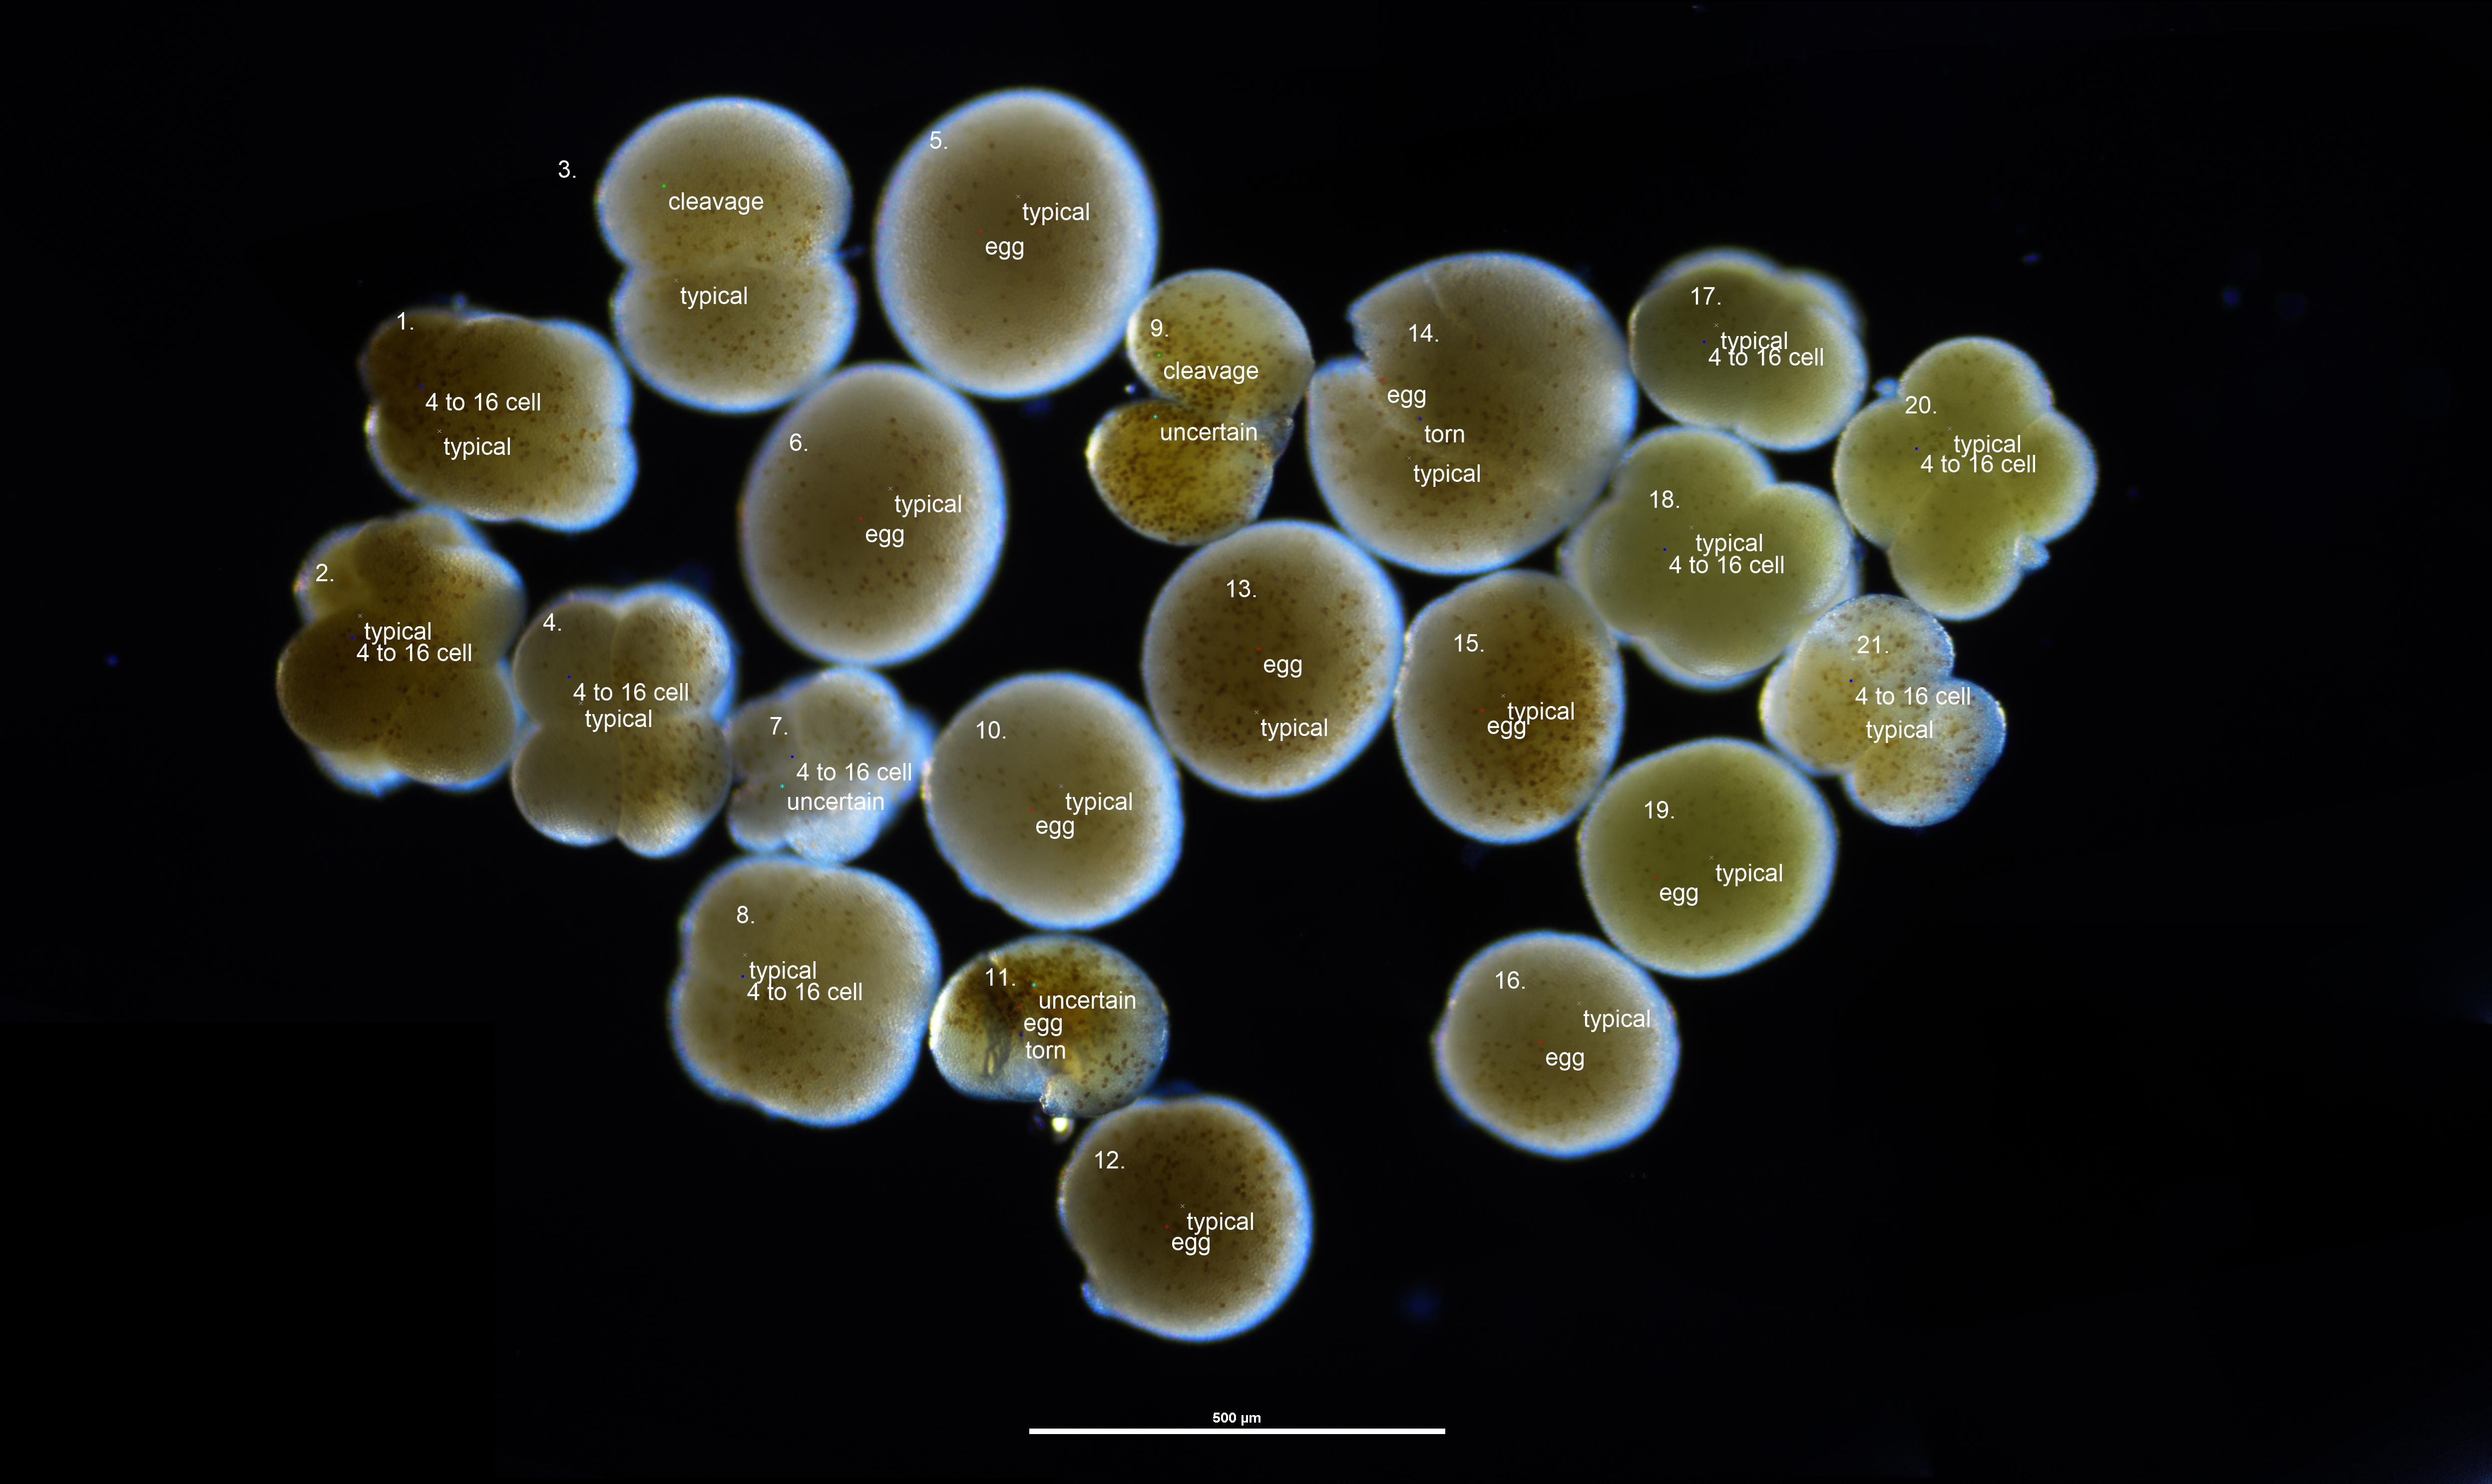 1.
4 to 16 cell
typical
2.
typical
4 to 16 cell
3.
cleavage
typical
4.
4 to 16 cell
typical
5.
typical
egg
6.
typical
egg
7.
4 to 16 cell
uncertain
8.
typical
4 to 16 cell
9.
cleavage
uncertain
10.
typical
egg
11.
uncertain
egg
torn
12.
typical
egg
13.
egg
typical
14.
egg
torn
typical
15.
typical
egg
16.
typical
egg
17.
typical
4 to 16 cell
18.
typical
4 to 16 cell
19.
typical
egg
20.
typical
4 to 16 cell
21.
4 to 16 cell
typical
500 µm